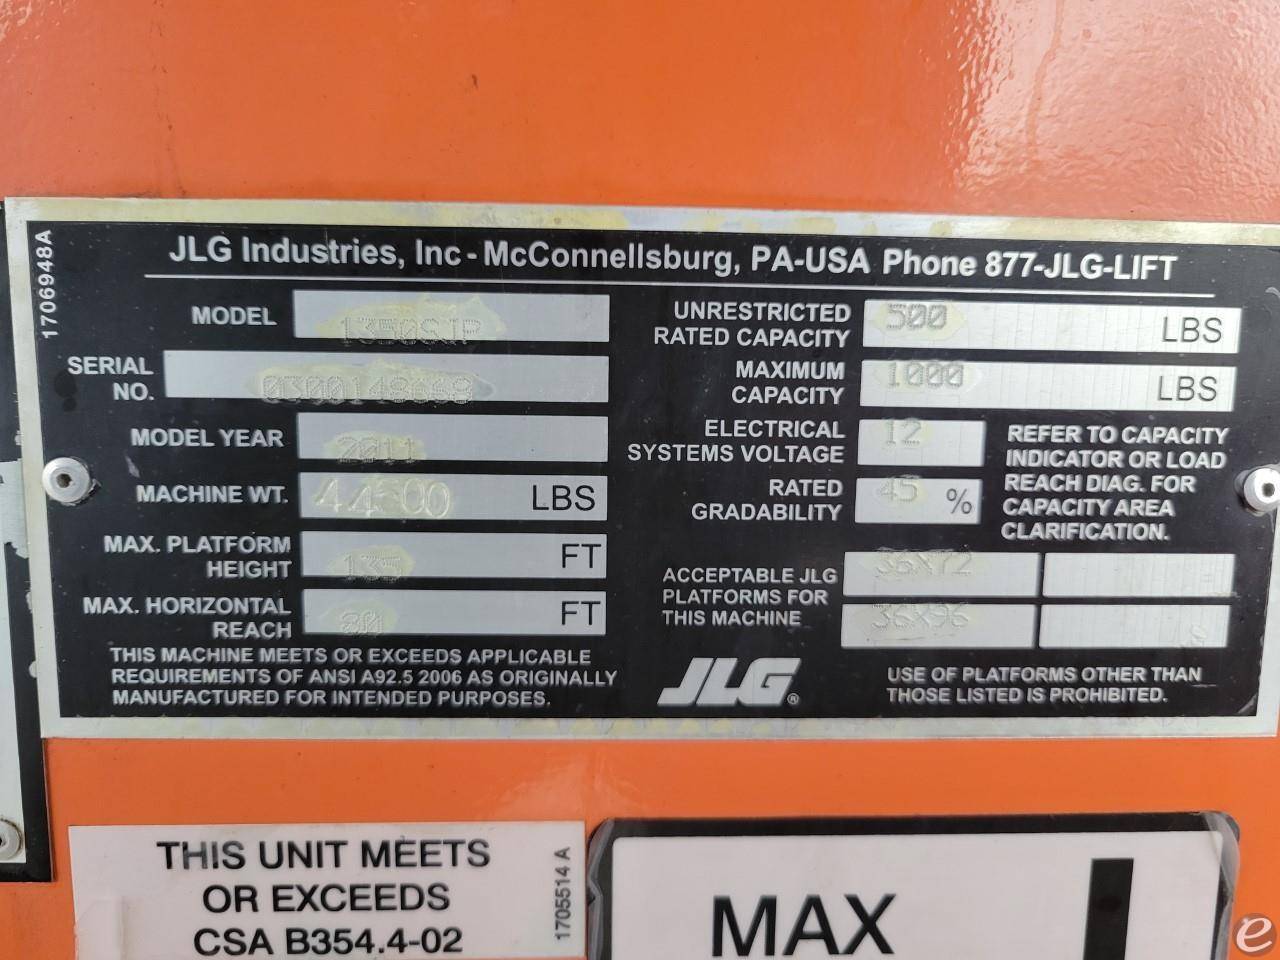 1706948A
JLG Industries, Inc - McConnellsburg, PA-USA Phone 877-JLG-LIFT
MODEL 1350SJP
SERIAL NO. 0300148668
MODEL YEAR 2011
MACHINE WT. 44500 LBS
MAX. PLATFORM HEIGHT 135 FT
MAX. HORIZONTAL REACH 80 FT
THIS MACHINE MEETS OR EXCEEDS APPLICABLE
REQUIREMENTS OF ANSI A92.5 2006 AS ORIGINALLY
MANUFACTURED FOR INTENDED PURPOSES.
UNRESTRICTED RATED CAPACITY 500 LBS
MAXIMUM CAPACITY 1000 LBS
ELECTRICAL SYSTEMS VOLTAGE 12
RATED GRADABILITY 45 %
REFER TO CAPACITY
INDICATOR OR LOAD
REACH DIAG. FOR
CAPACITY AREA
CLARIFICATION.
ACCEPTABLE JLG
PLATFORMS FOR
THIS MACHINE
36X72
36X96
JLG®
USE OF PLATFORMS OTHER THAN
THOSE LISTED IS PROHIBITED.
THIS UNIT MEETS
OR EXCEEDS
CSA B354.4-02
1705514 A
MAX
e